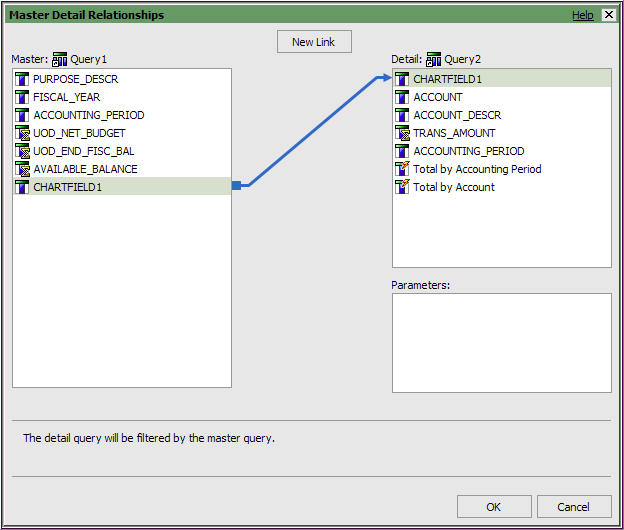 Master Detail Relationships
Help
New Link
Master: Query1
PURPOSE_DESCR
FISCAL_YEAR
ACCOUNTING_PERIOD
UOD_NET_BUDGET
UOD_END_FISC_BAL
AVAILABLE_BALANCE
CHARTFIELD1
Detail: Query2
CHARTFIELD1
ACCOUNT
ACCOUNT_DESCR
TRANS_AMOUNT
ACCOUNTING_PERIOD
Total by Accounting Period
Total by Account
Parameters:
The detail query will be filtered by the master query.
OK
Cancel